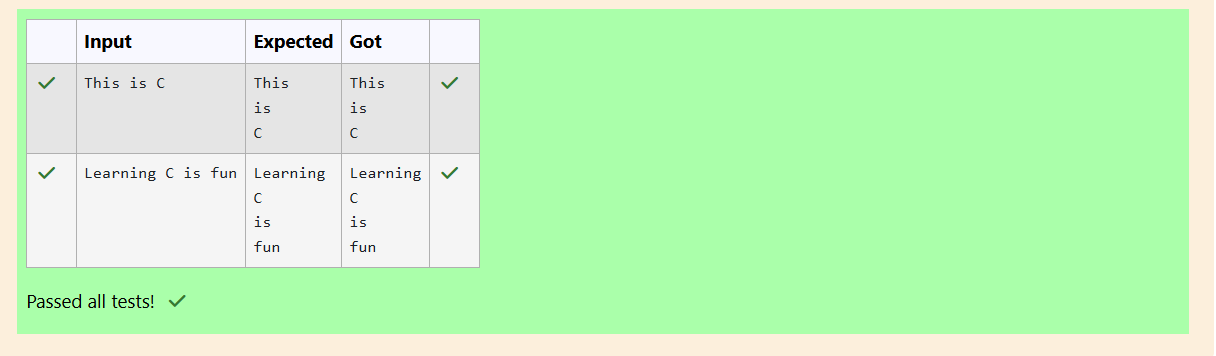 Input Expected Got
This is C This This
is is
C C
Learning C is fun Learning Learning
C C
is is
fun fun
Passed all tests!